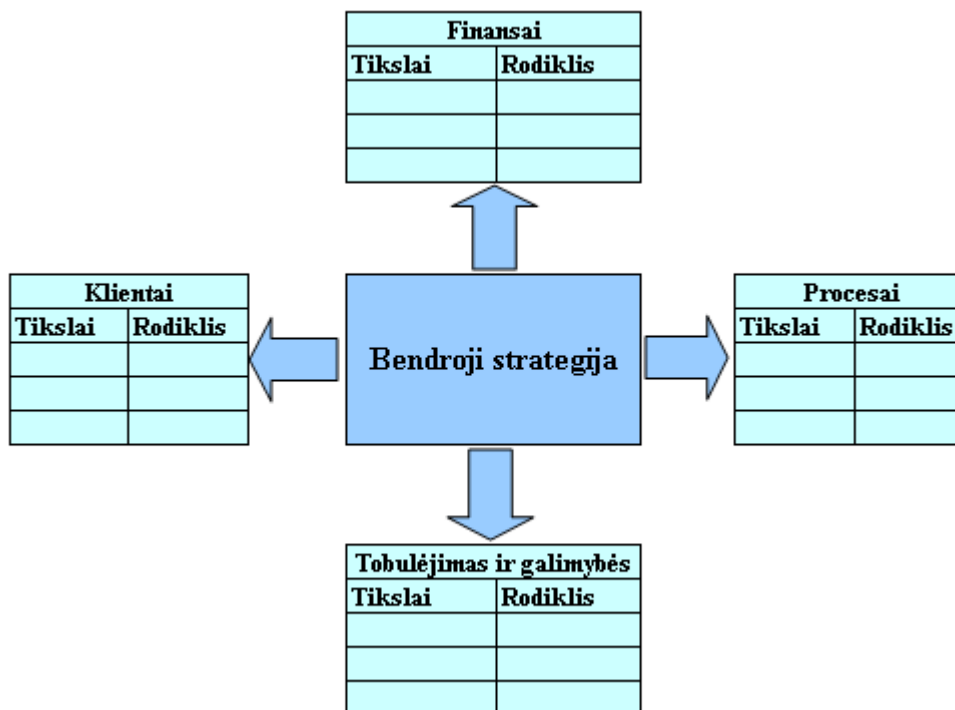 Finansai
Tikslai Rodiklis
Klientai
Tikslai Rodiklis
Bendroji strategija
Procesai
Tikslai Rodiklis
Tobulėjimas ir galimybės
Tikslai Rodiklis